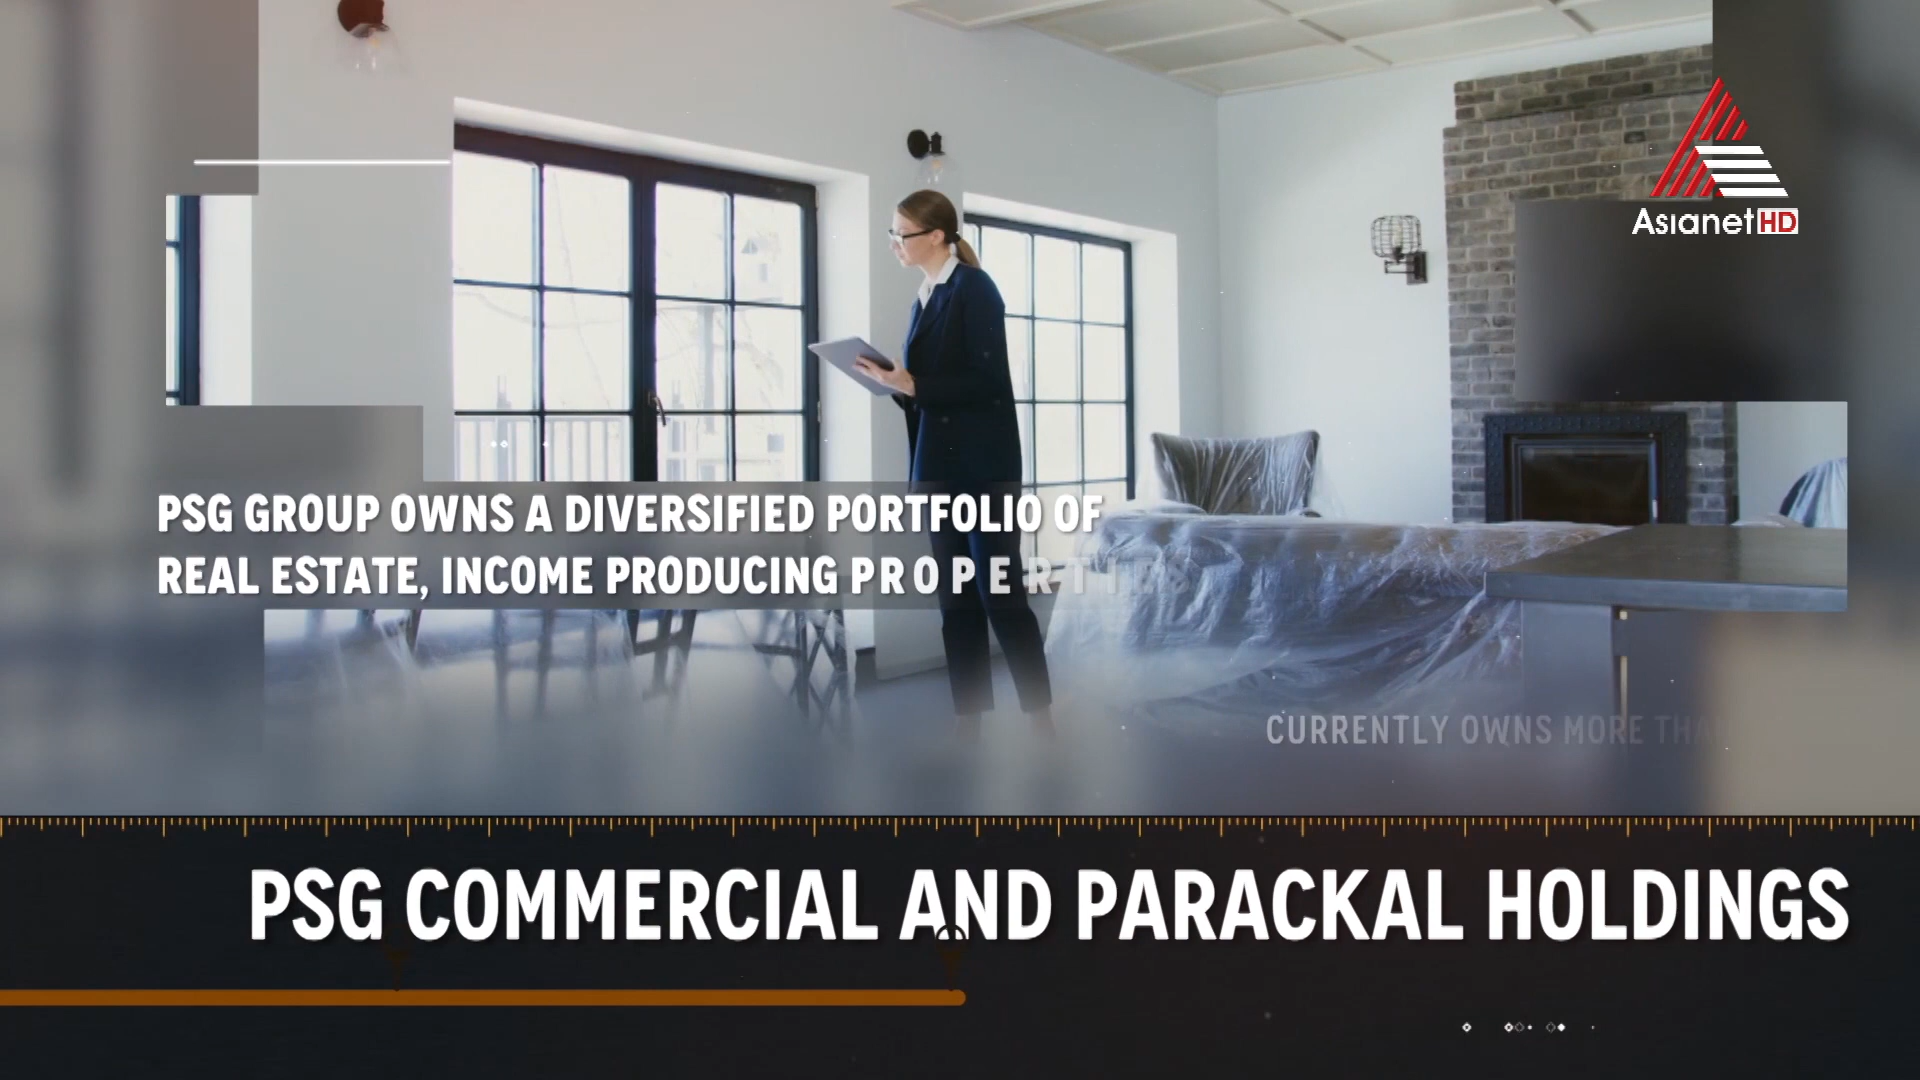 Asianet HD
PSG GROUP OWNS A DIVERSIFIED PORTFOLIO OF
REAL ESTATE, INCOME PRODUCING PROPERTIES
CURRENTLY OWNS MORE THAN
PSG COMMERCIAL AND PARACKAL HOLDINGS